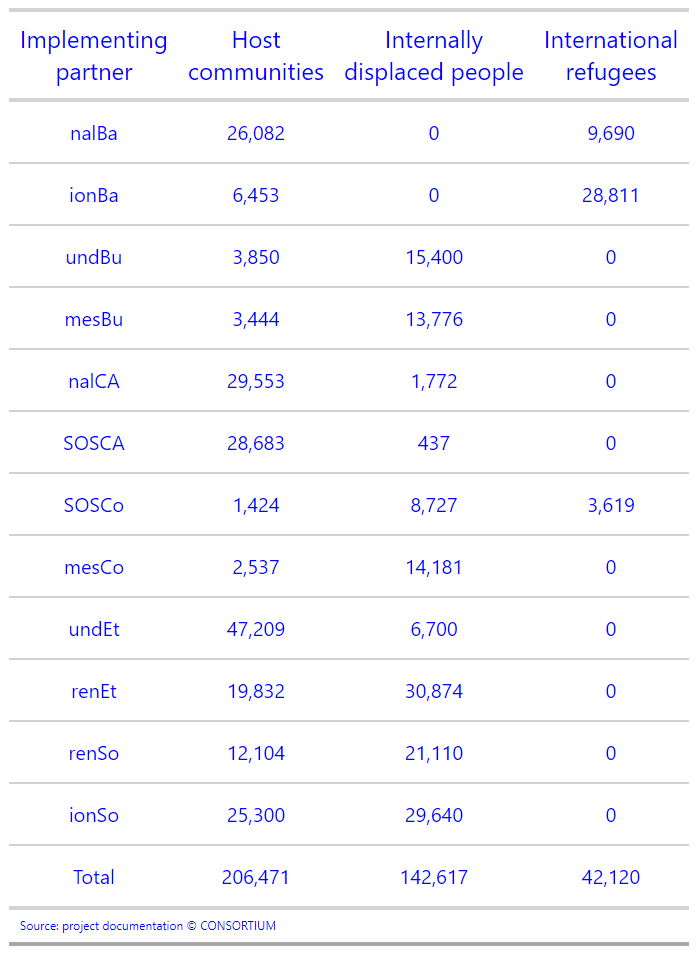 Implementing partner Host communities Internally displaced people International refugees
nalBa 26,082 0 9,690
ionBa 6,453 0 28,811
undBu 3,850 15,400 0
mesBu 3,444 13,776 0
nalCA 29,553 1,772 0
SOSCA 28,683 437 0
SOSCo 1,424 8,727 3,619
mesCo 2,537 14,181 0
undEt 47,209 6,700 0
renEt 19,832 30,874 0
renSo 12,104 21,110 0
ionSo 25,300 29,640 0
Total 206,471 142,617 42,120
Source: project documentation © CONSORTIUM